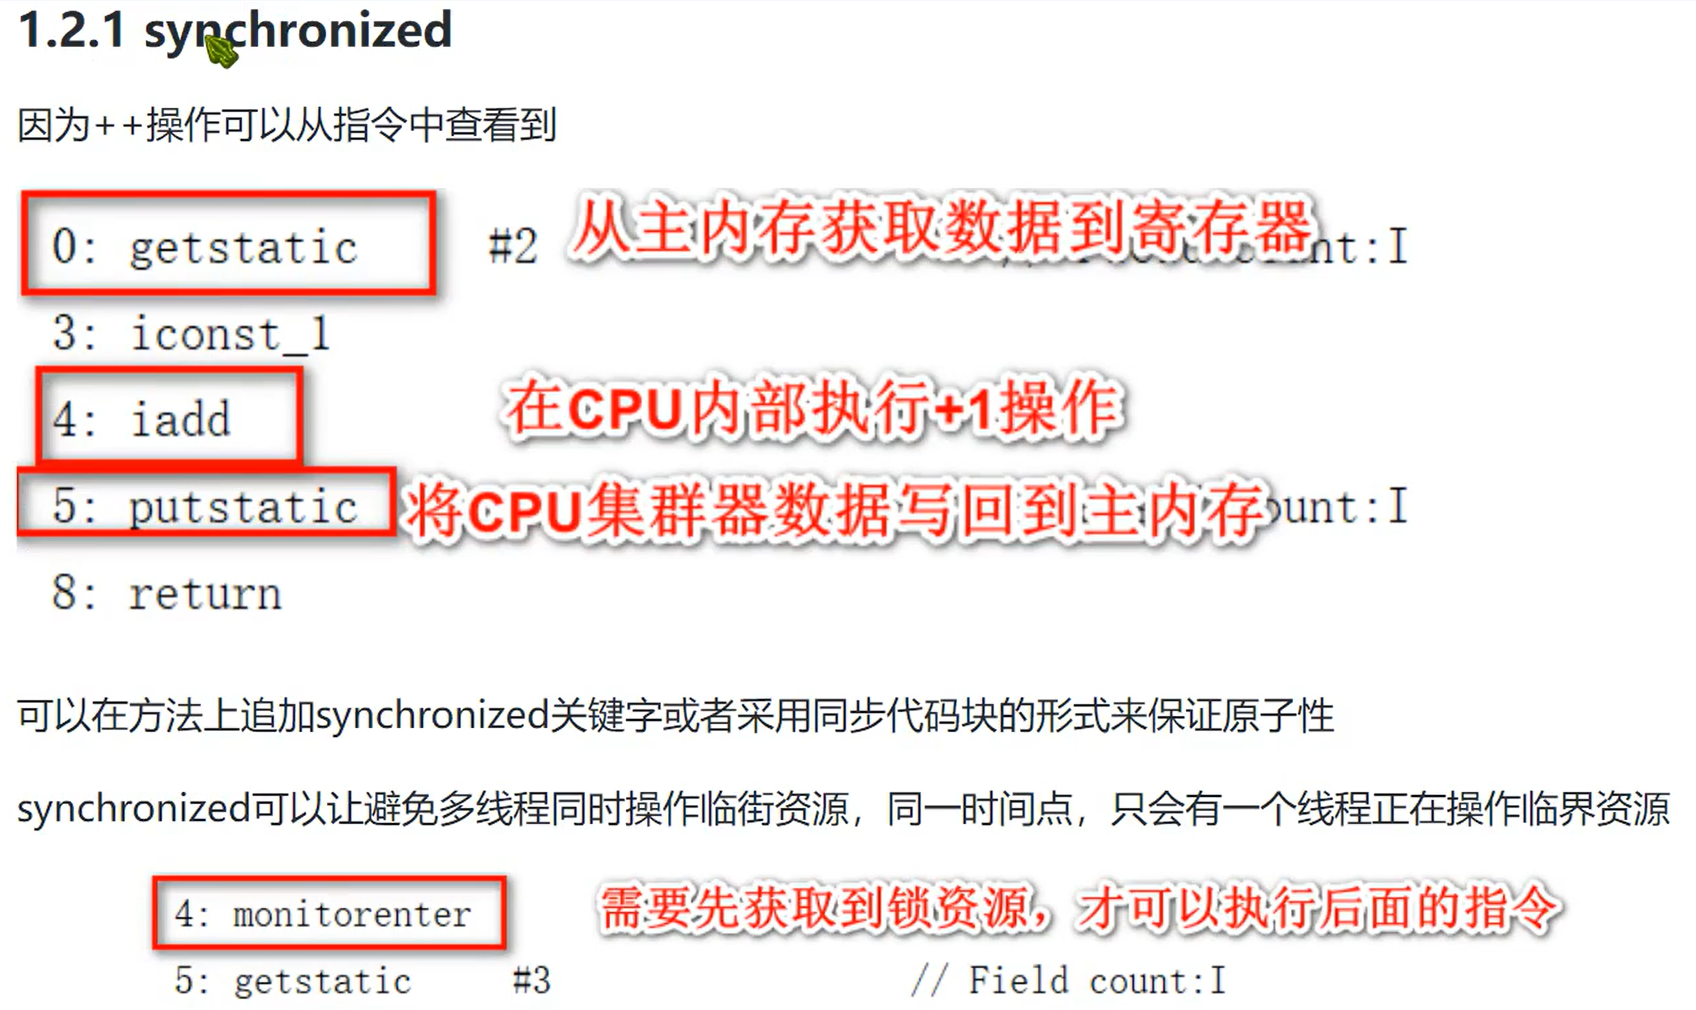 1.2.1 synchronized
因为++操作可以从指令中查看到
0: getstatic #2 从主内存获取数据到寄存器 nt:I
3: iconst_1
4: iadd 在CPU内部执行+1操作
5: putstatic 将CPU集群器数据写回到主内存 ount:I
8: return
可以在方法上追加synchronized关键字或者采用同步代码块的形式来保证原子性
synchronized可以让避免多线程同时操作临街资源，同一时间点，只会有一个线程正在操作临界资源
4: monitorenter 需要先获取到锁资源，才可以执行后面的指令
5: getstatic #3 // Field count:I